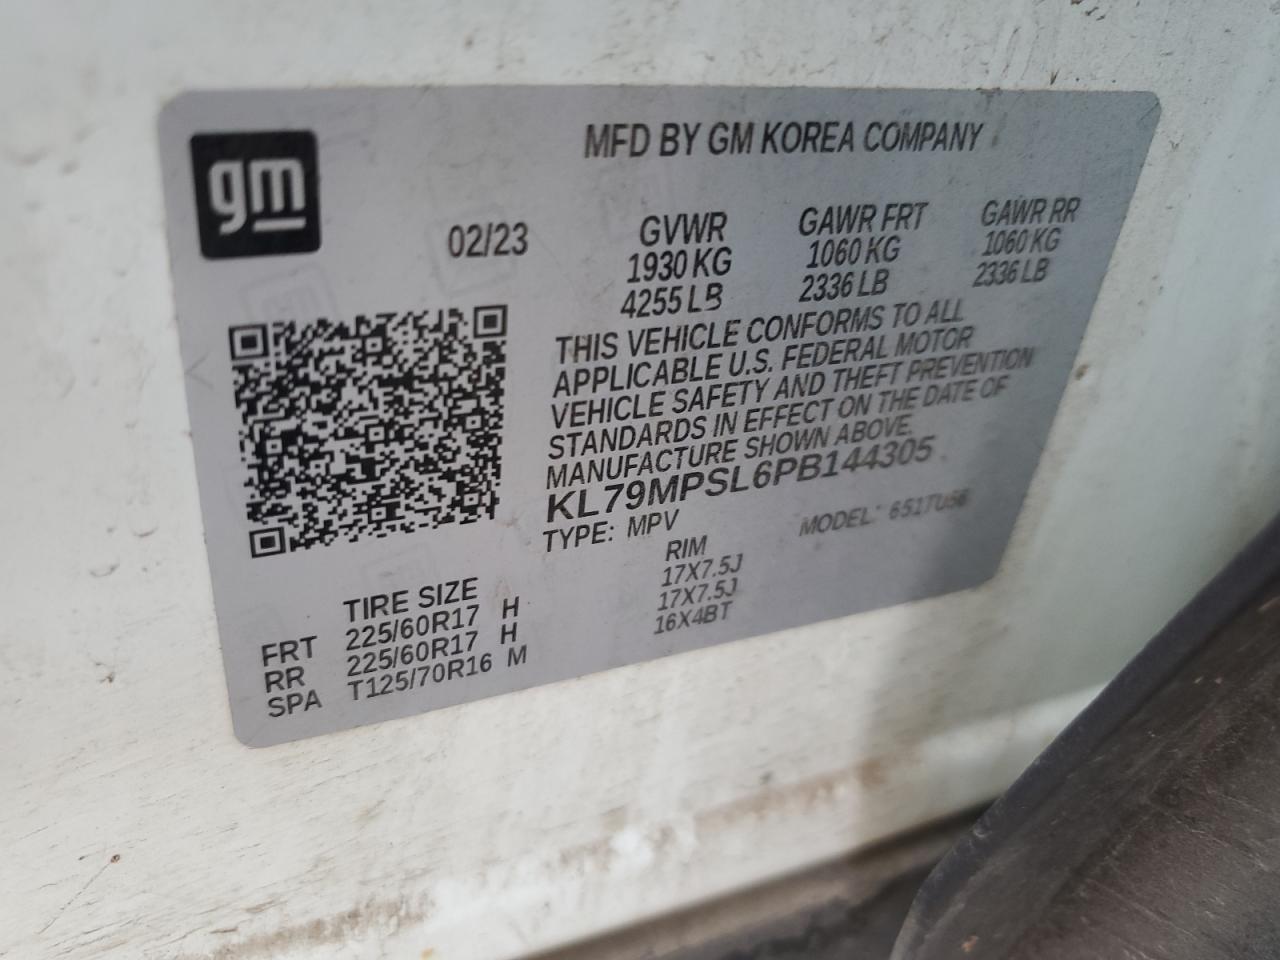 gm
MFD BY GM KOREA COMPANY
02/23
GVWR GAWR FRT GAWR RR
1930 KG 1060 KG 1060 KG
4255 LB 2336 LB 2336 LB
THIS VEHICLE CONFORMS TO ALL
APPLICABLE U.S. FEDERAL MOTOR
VEHICLE SAFETY AND THEFT PREVENTION
STANDARDS IN EFFECT ON THE DATE OF
MANUFACTURE SHOWN ABOVE.
KL79MPSL6PB144305
TYPE: MPV MODEL:
TIRE SIZE RIM
FRT 225/60R17 H 17X7.5J
RR 225/60R17 H 17X7.5J
SPA T125/70R16 M 16X4BT